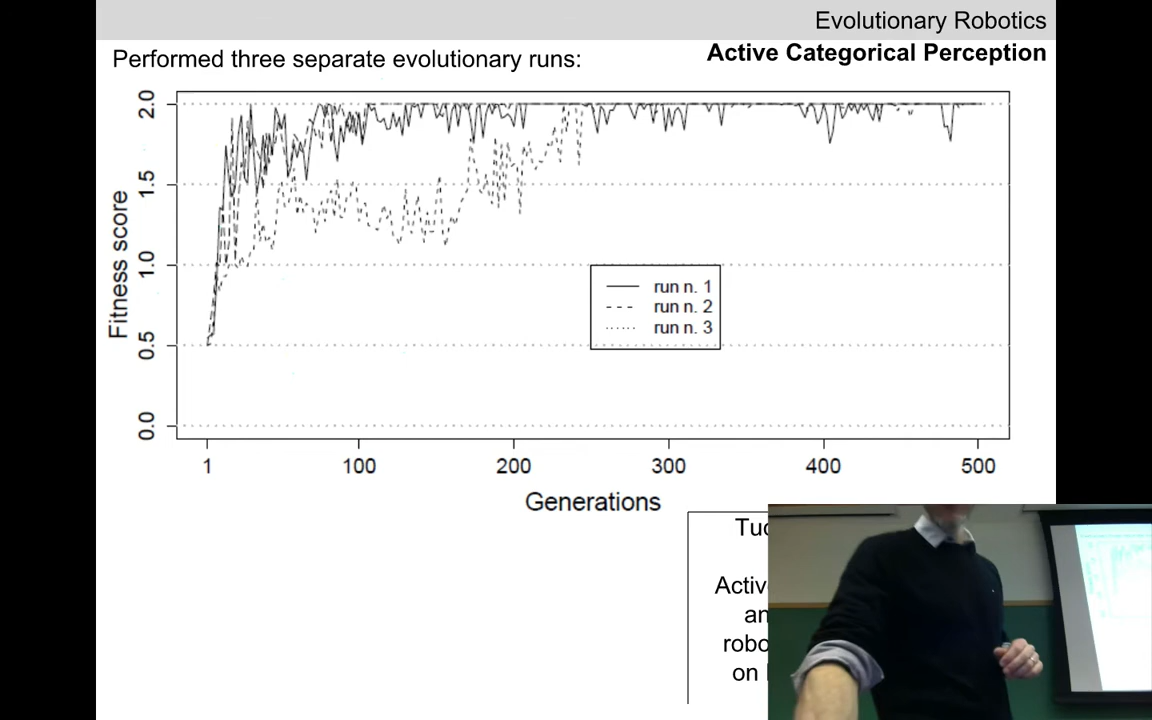 Evolutionary Robotics
Active Categorical Perception
Performed three separate evolutionary runs:
Fitness score
2.0
1.5
1.0
0.5
0.0
run n. 1
run n. 2
run n. 3
1 100 200 300 400 500
Generations
on